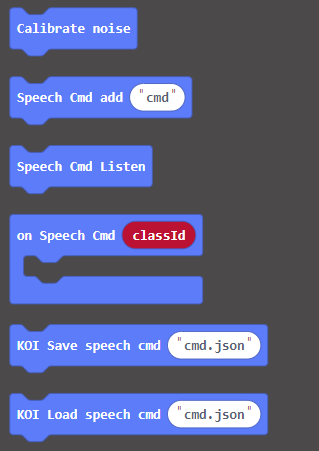 Calibrate noise
Speech Cmd add "cmd"
Speech Cmd Listen
on Speech Cmd classId
KOI Save speech cmd "cmd.json"
KOI Load speech cmd "cmd.json"